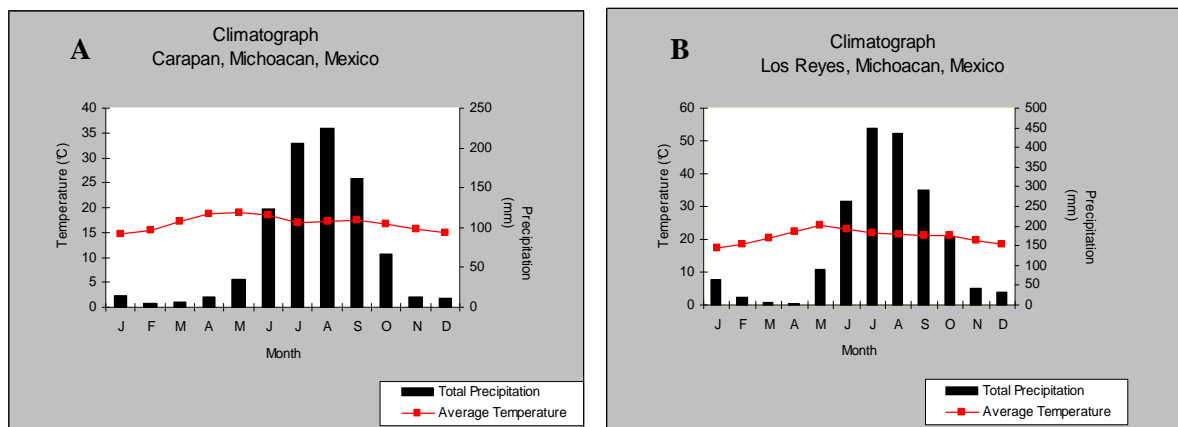 A
Climatograph
Carapan, Michoacan, Mexico
Temperature (°C)
40
35
30
25
20
15
10
5
0
250
200
150
100
50
0
Precipitation
(mm)
J F M A M J J A S O N D
Month
Total Precipitation
Average Temperature
B
Climatograph
Los Reyes, Michoacan, Mexico
Temperature (°C)
60
50
40
30
20
10
0
500
450
400
350
300
250
200
150
100
50
0
Precipitation
(mm)
J F M A M J J A S O N D
Month
Total Precipitation
Average Temperature